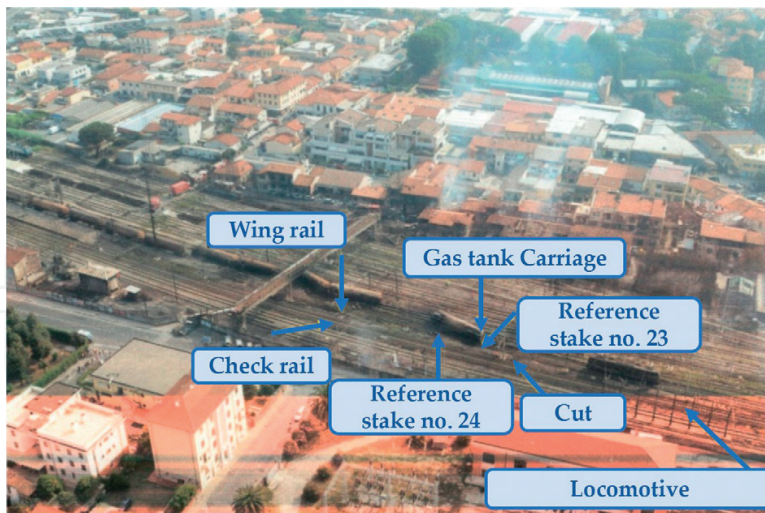 Wing rail
Gas tank Carriage
Reference
stake no. 23
Check rail
Reference
stake no. 24
Cut
Locomotive